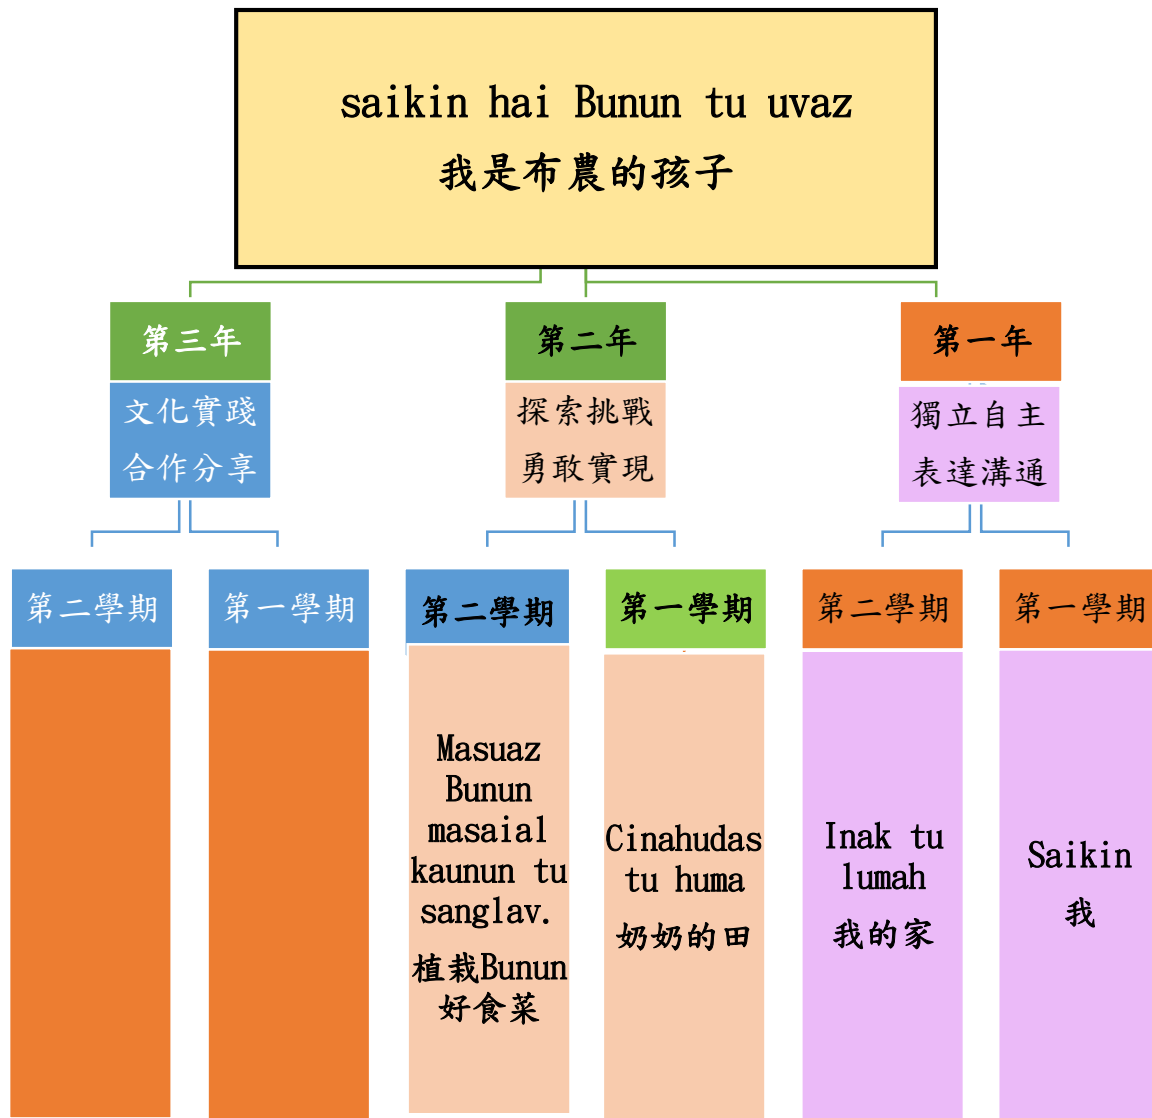 saikin hai Bunun tu uvaz
我是布農的孩子
第三年
第二年
第一年
文化實踐
合作分享
探索挑戰
勇敢實現
獨立自主
表達溝通
第二學期
第一學期
第二學期
第一學期
第二學期
第一學期
Masuaz
Bunun
masaial
kaunun tu
sanglav.
植栽Bunun
好食菜
Cinahudas
tu huma
奶奶的田
Inak tu
lumah
我的家
Saikin
我